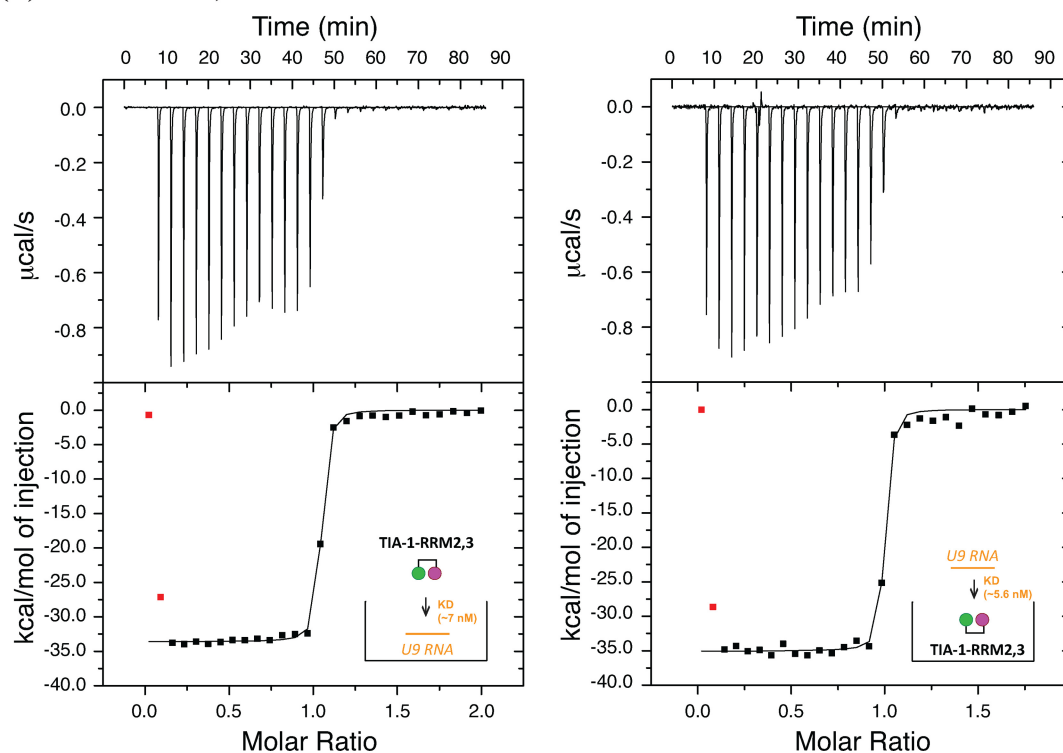 Time (min)
0 10 20 30 40 50 60 70 80 90
0.0
-0.2
-0.4
-0.6
-0.8
µcal/s
0.0
-5.0
-10.0
-15.0
-20.0
-25.0
-30.0
-35.0
-40.0
kcal/mol of injection
TIA-1-RRM2,3
KD
(~7 nM)
U9 RNA
0.0 0.5 1.0 1.5 2.0
Molar Ratio
Time (min)
0 10 20 30 40 50 60 70 80 90
0.0
-0.2
-0.4
-0.6
-0.8
µcal/s
0.0
-5.0
-10.0
-15.0
-20.0
-25.0
-30.0
-35.0
-40.0
kcal/mol of injection
U9 RNA
KD
(~5.6 nM)
TIA-1-RRM2,3
0.0 0.5 1.0 1.5
Molar Ratio